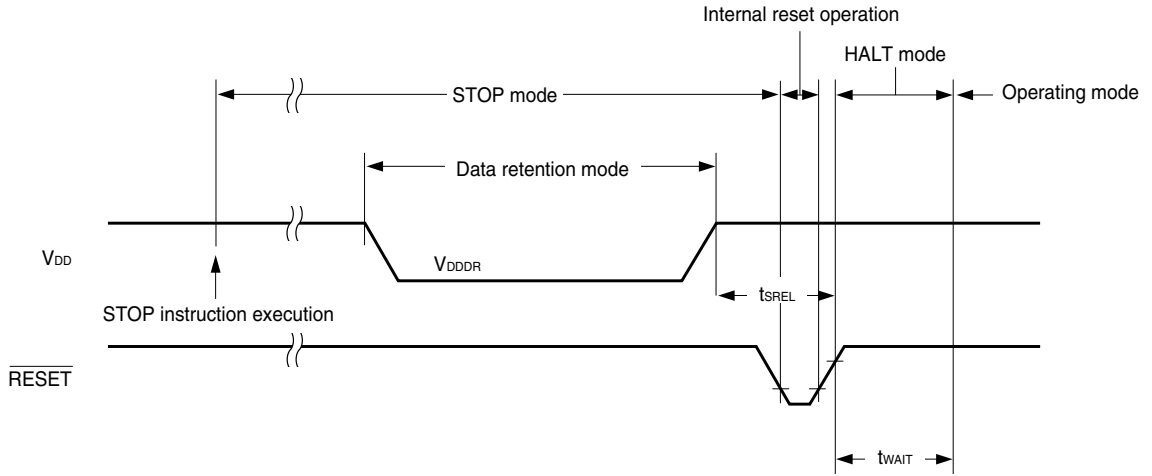 Internal reset operation
HALT mode
STOP mode
Operating mode
Data retention mode
VDD
VDDDR
tSREL
STOP instruction execution
RESET
tWAIT